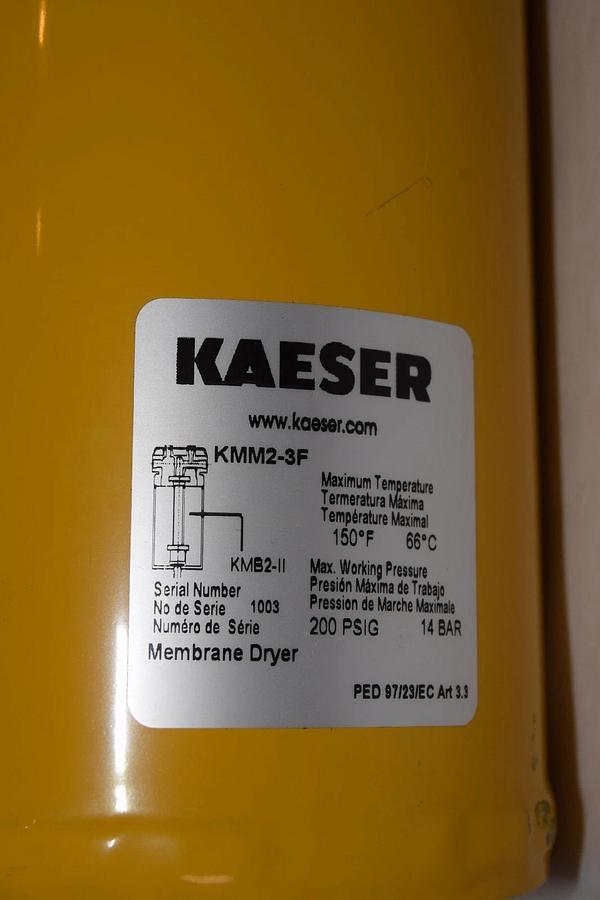 KAESER
www.kaeser.com
KMM2-3F
KMB2-II
Maximum Temperature
Termeratura Máxima
Température Maximal
150°F 66°C
Serial Number
No de Serie 1003
Numéro de Série
Max. Working Pressure
Presión Máxima de Trabajo
Pression de Marche Maximale
200 PSIG 14 BAR
Membrane Dryer
PED 97/23/EC Art 3.3